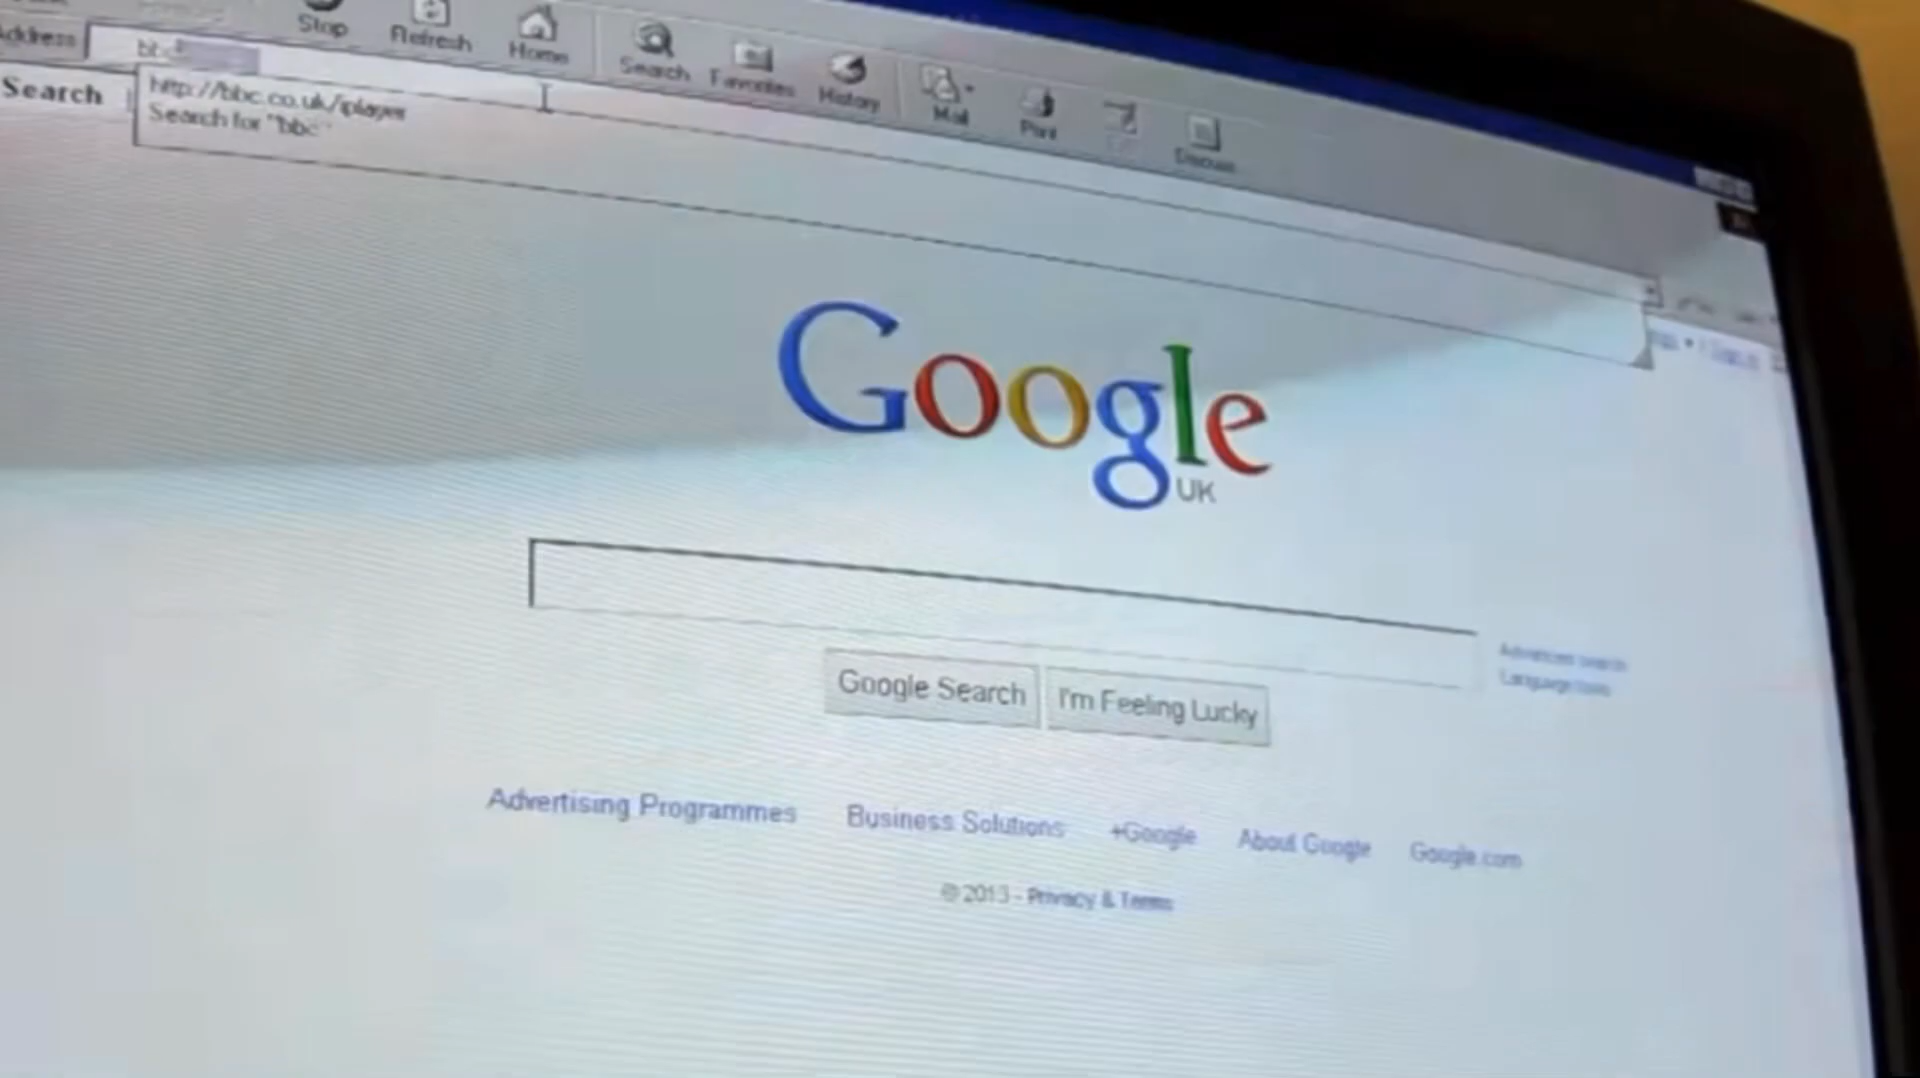 Stop Refresh Home Search Favorites History Mail Print Discuss
Address bbc
http://bbc.co.uk/iplayer
Search for "bbc"
Search
Google
UK
Advanced search
Language tools
Google Search I'm Feeling Lucky
Advertising Programmes Business Solutions +Google About Google Google.com
© 2013 - Privacy & Terms